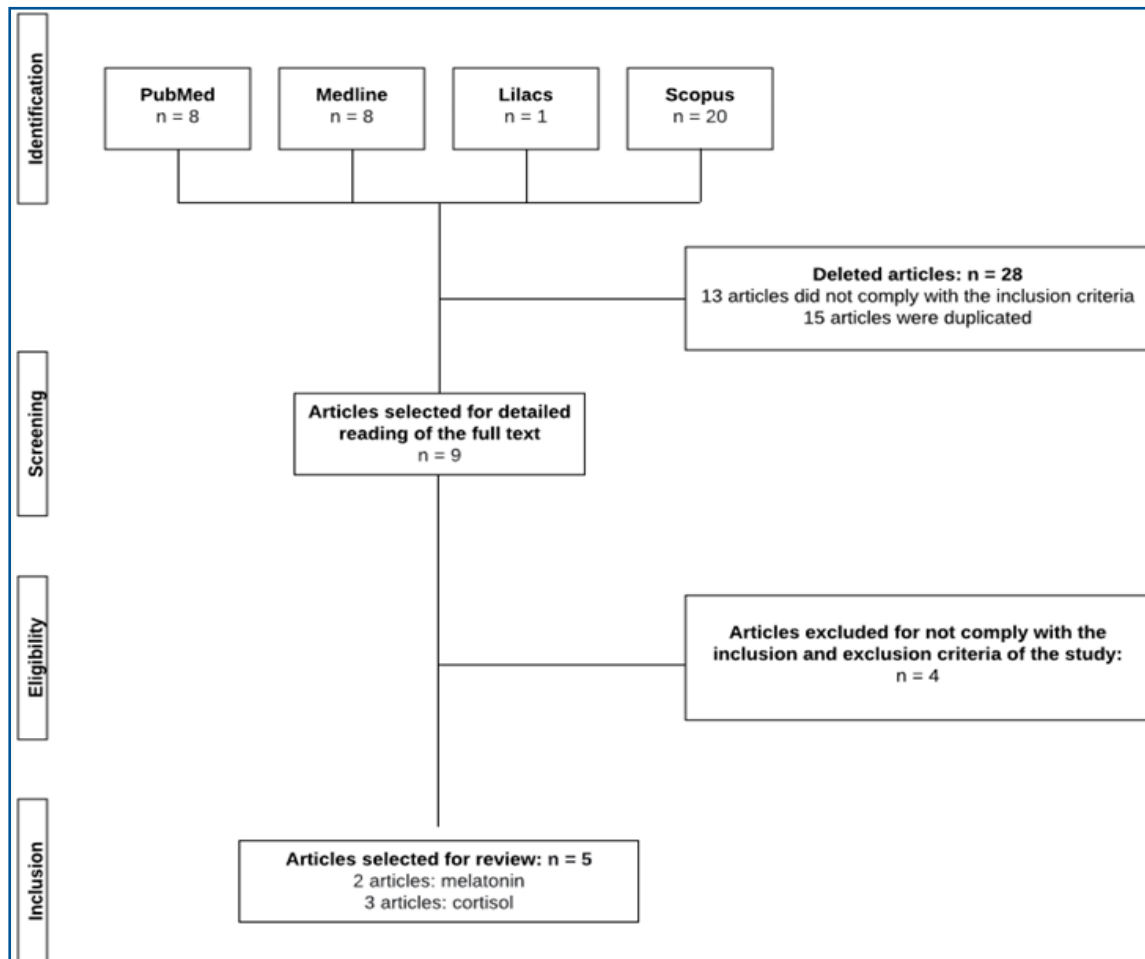 Identification
PubMed
n = 8
Medline
n = 8
Lilacs
n = 1
Scopus
n = 20
Deleted articles: n = 28
13 articles did not comply with the inclusion criteria
15 articles were duplicated
Screening
Articles selected for detailed
reading of the full text
n = 9
Eligibility
Articles excluded for not comply with the
inclusion and exclusion criteria of the study:
n = 4
Inclusion
Articles selected for review: n = 5
2 articles: melatonin
3 articles: cortisol